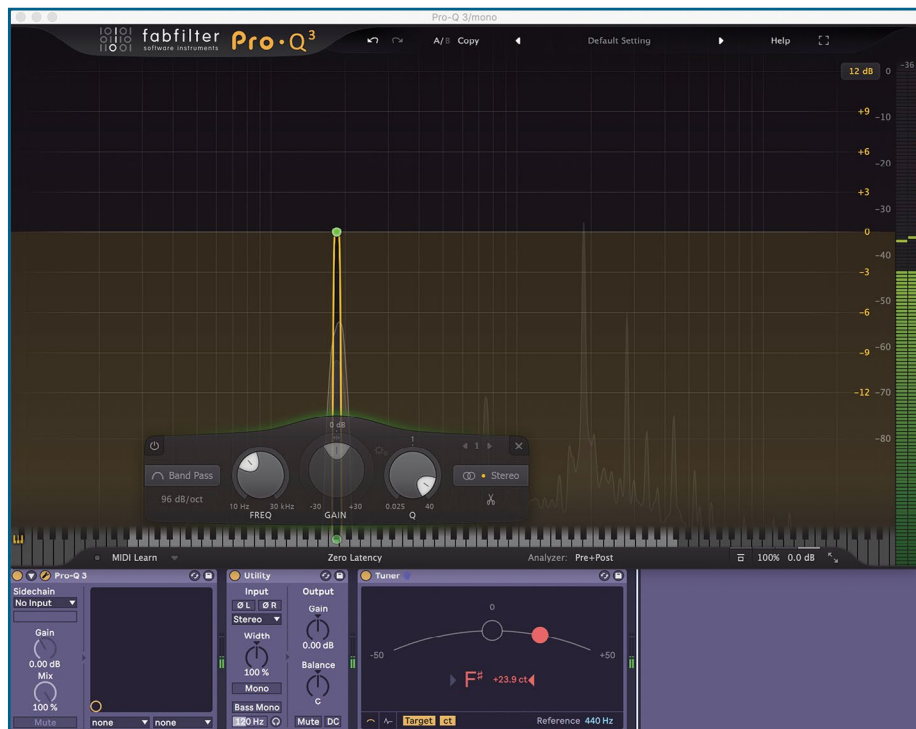 Pro-Q 3/mono
fabfilter
software instruments
Pro·Q³
A/B Copy
Default Setting
Help
-36
12 dB 0
+9
-10
+6
-20
+3
-30
0
-40
-3
-50
-6
-60
-9
-12 -70
-80
0 dB
1
1
Band Pass
Stereo
96 dB/oct
10 Hz 30 kHz
-30 +30
0.025 40
FREQ
GAIN
Q
MIDI Learn
Zero Latency
Analyzer: Pre+Post
100% 0.0 dB
Pro-Q 3
Sidechain
No Input
Gain
0.00 dB
Mix
100 %
Mute
none
none
Utility
Input
Ø L Ø R
Stereo
Width
100 %
Mono
Bass Mono
120 Hz
Output
Gain
0.00 dB
Balance
C
Mute DC
Tuner
0
-50
+50
F♯ +23.9 ct
Target ct
Reference 440 Hz